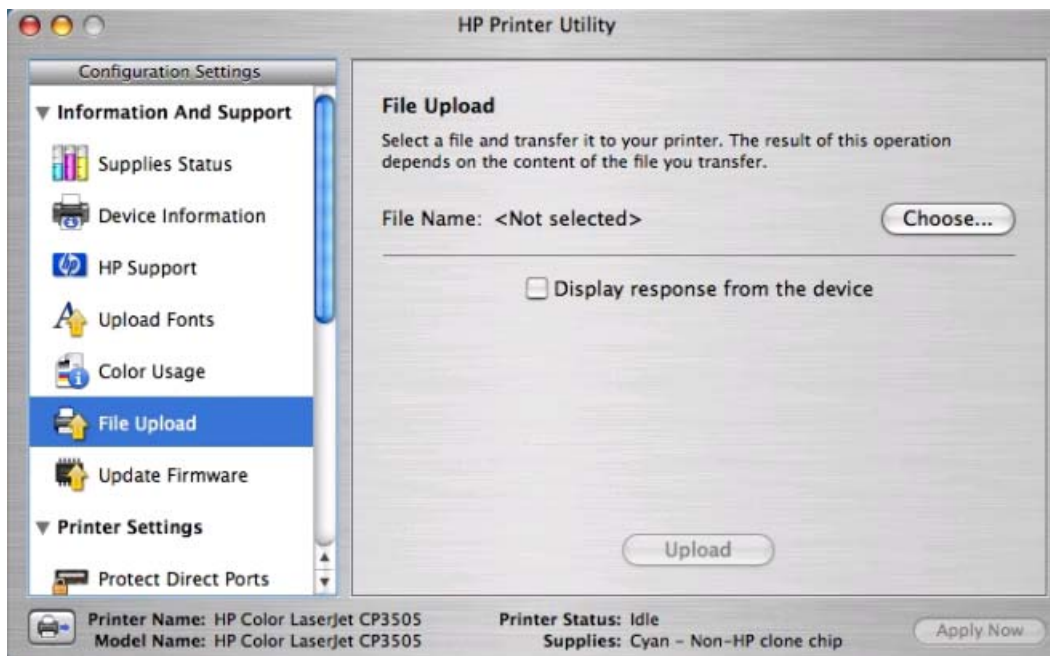 HP Printer Utility
Configuration Settings
Information And Support
Supplies Status
Device Information
HP Support
Upload Fonts
Color Usage
File Upload
Update Firmware
Printer Settings
Protect Direct Ports
File Upload
Select a file and transfer it to your printer. The result of this operation
depends on the content of the file you transfer.
File Name: <Not selected>
Choose...
Display response from the device
Upload
Printer Name: HP Color LaserJet CP3505
Model Name: HP Color LaserJet CP3505
Printer Status: Idle
Supplies: Cyan – Non-HP clone chip
Apply Now